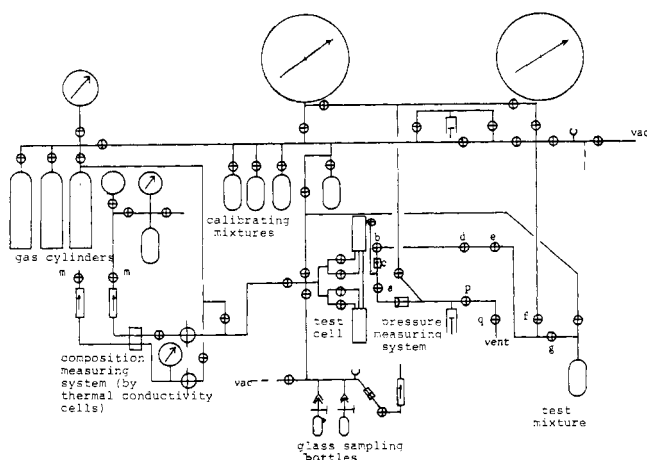 vac
gas cylinders
calibrating
mixtures
m
m
b
c
a
d
e
p
q
f
g
test
cell
pressure
measuring
system
vent
composition
measuring
system (by
thermal conductivity
cells)
vac
glass sampling
bottles
test
mixture